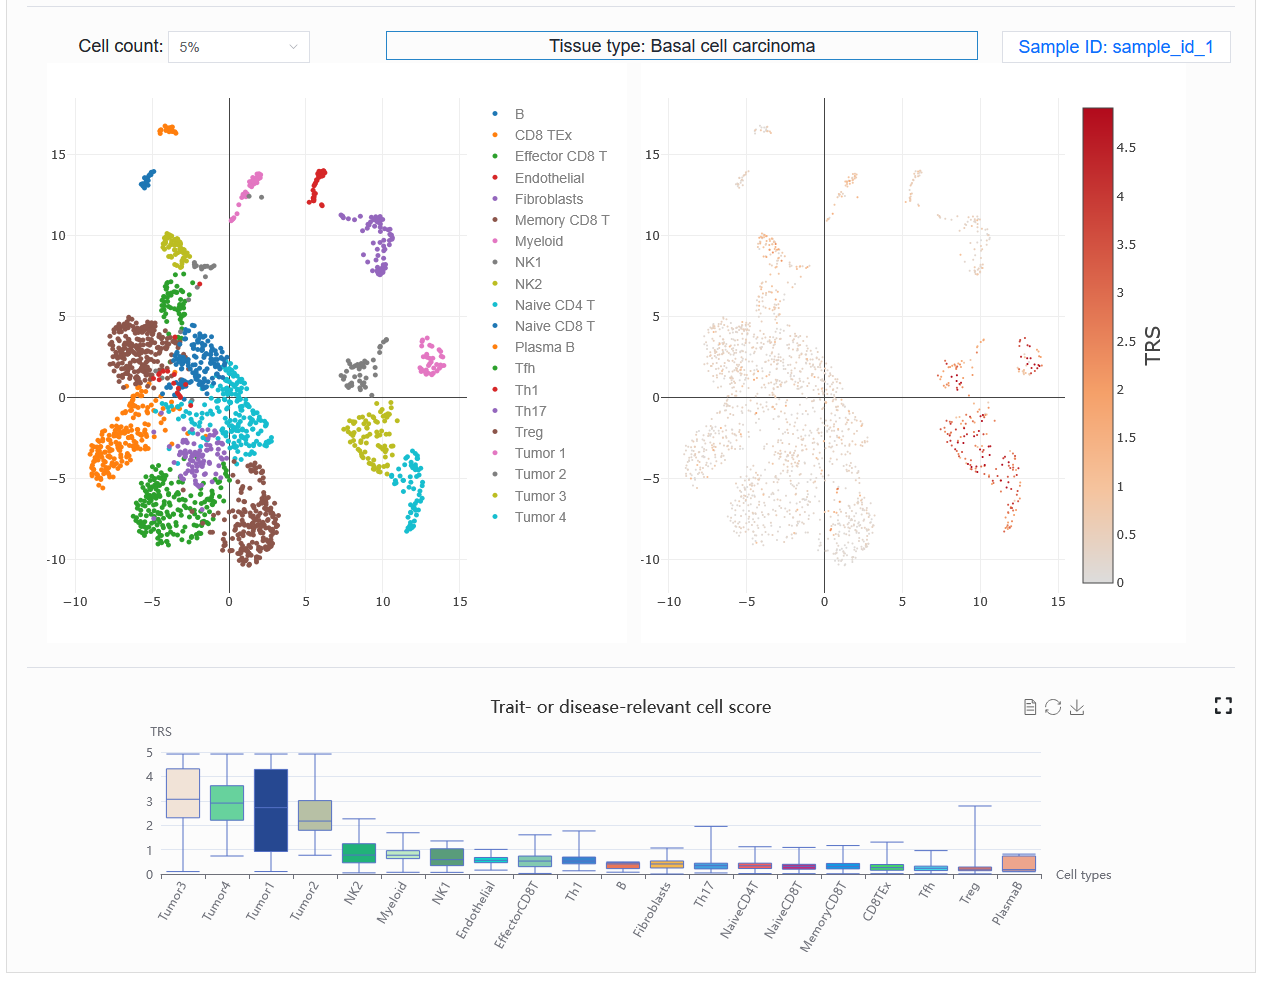 Cell count: 5% Tissue type: Basal cell carcinoma Sample ID: sample_id_1
15
10
5
0
−5
-10
−10 −5 0 5 10 15
B
CD8 TEx
Effector CD8 T
Endothelial
Fibroblasts
Memory CD8 T
Myeloid
NK1
NK2
Naive CD4 T
Naive CD8 T
Plasma B
Tfh
Th1
Th17
Treg
Tumor 1
Tumor 2
Tumor 3
Tumor 4
15
10
5
0
−5
-10
−10 −5 0 5 10 15
4.5
4
3.5
3
2.5
2
1.5
1
0.5
0
TRS
Trait- or disease-relevant cell score
TRS
5
4
3
2
1
0
Cell types
Tumor3 Tumor4 Tumor1 Tumor2 NK2 Myeloid NK1 Endothelial EffectorCD8T Th1 B Fibroblasts Th17 NaiveCD4T NaiveCD8T MemoryCD8T CD8TEx Tfh Treg PlasmaB